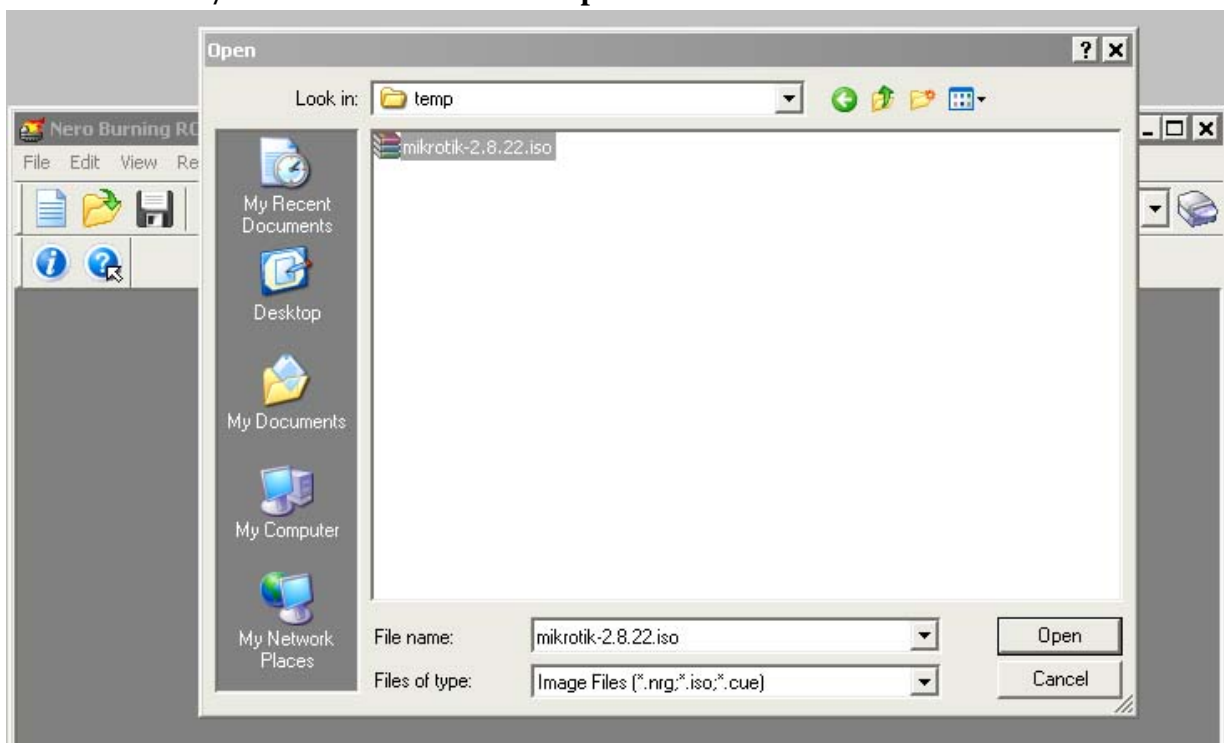 Open
Look in: temp
Nero Burning RO
File Edit View Re
mikrotik-2.8.22.iso
My Recent
Documents
Desktop
My Documents
My Computer
My Network
Places
File name: mikrotik-2.8.22.iso Open
Files of type: Image Files (*.nrg;*.iso;*.cue) Cancel